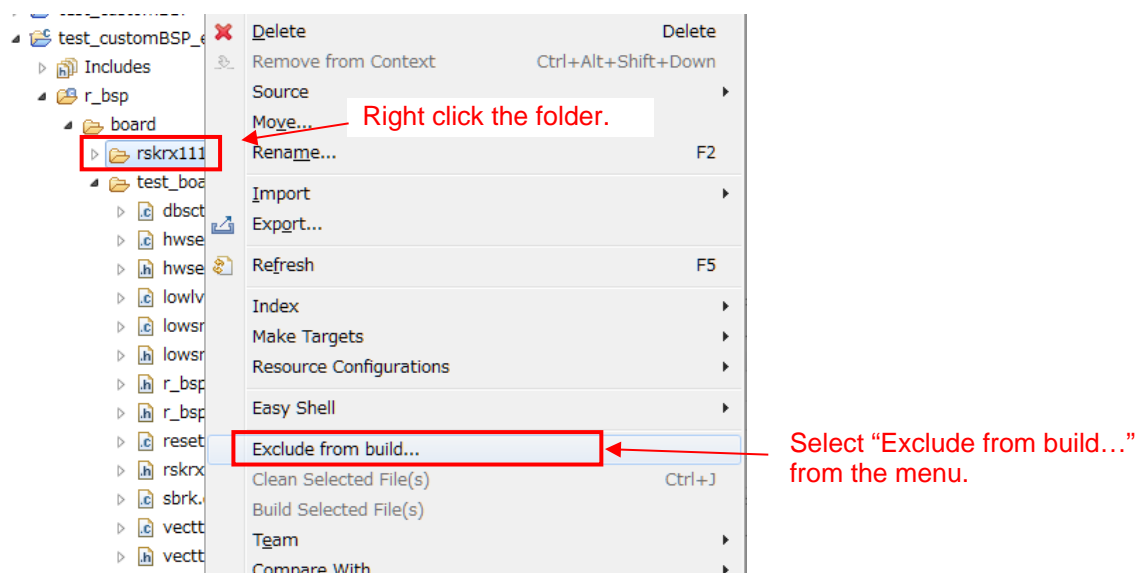 test_customBSP_e
Includes
r_bsp
board
rskrx111
test_boa
dbsct
hwse
hwse
lowlv
lowsr
lowsr
r_bsp
r_bsp
reset
rskrx
sbrk.
vectt
vectt
Delete Delete
Remove from Context Ctrl+Alt+Shift+Down
Source
Move...
Rename... F2
Import
Export...
Refresh F5
Index
Make Targets
Resource Configurations
Easy Shell
Exclude from build...
Clean Selected File(s) Ctrl+J
Build Selected File(s)
Team
Compare With
Right click the folder.
Select “Exclude from build…”
from the menu.